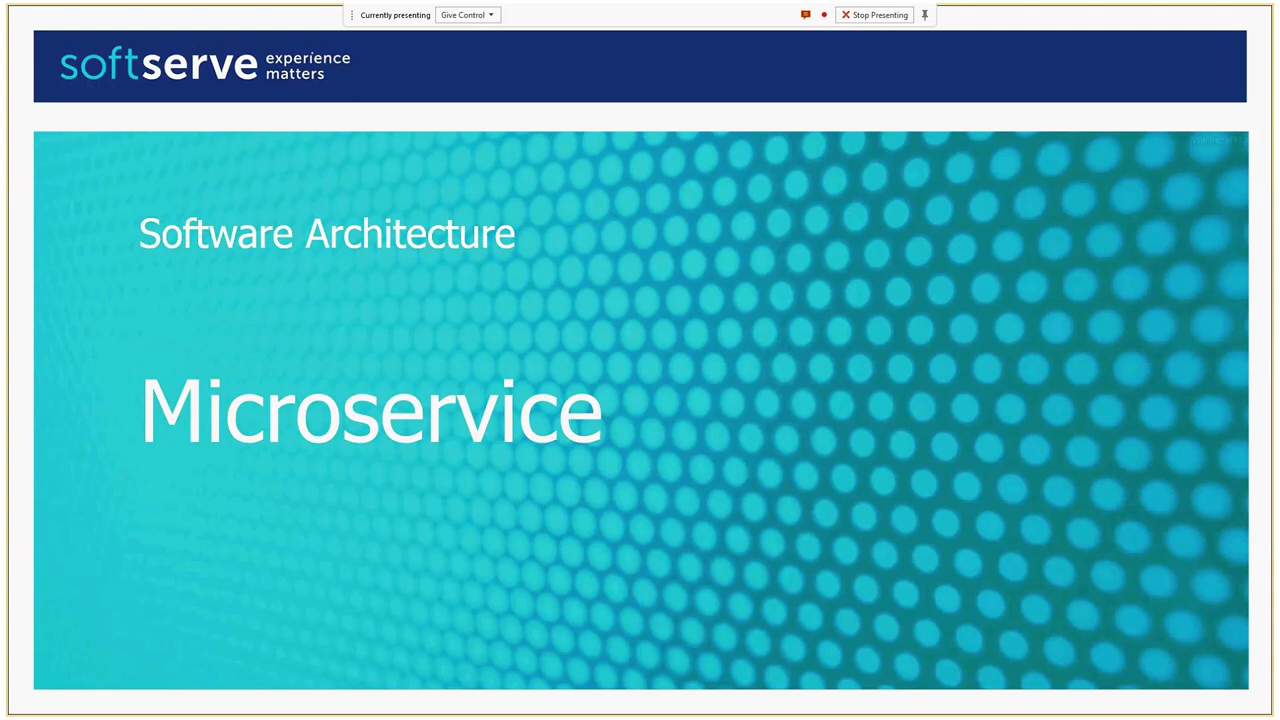 Currently presenting Give Control Stop Presenting
softserve experience
matters
Software Architecture
Microservice